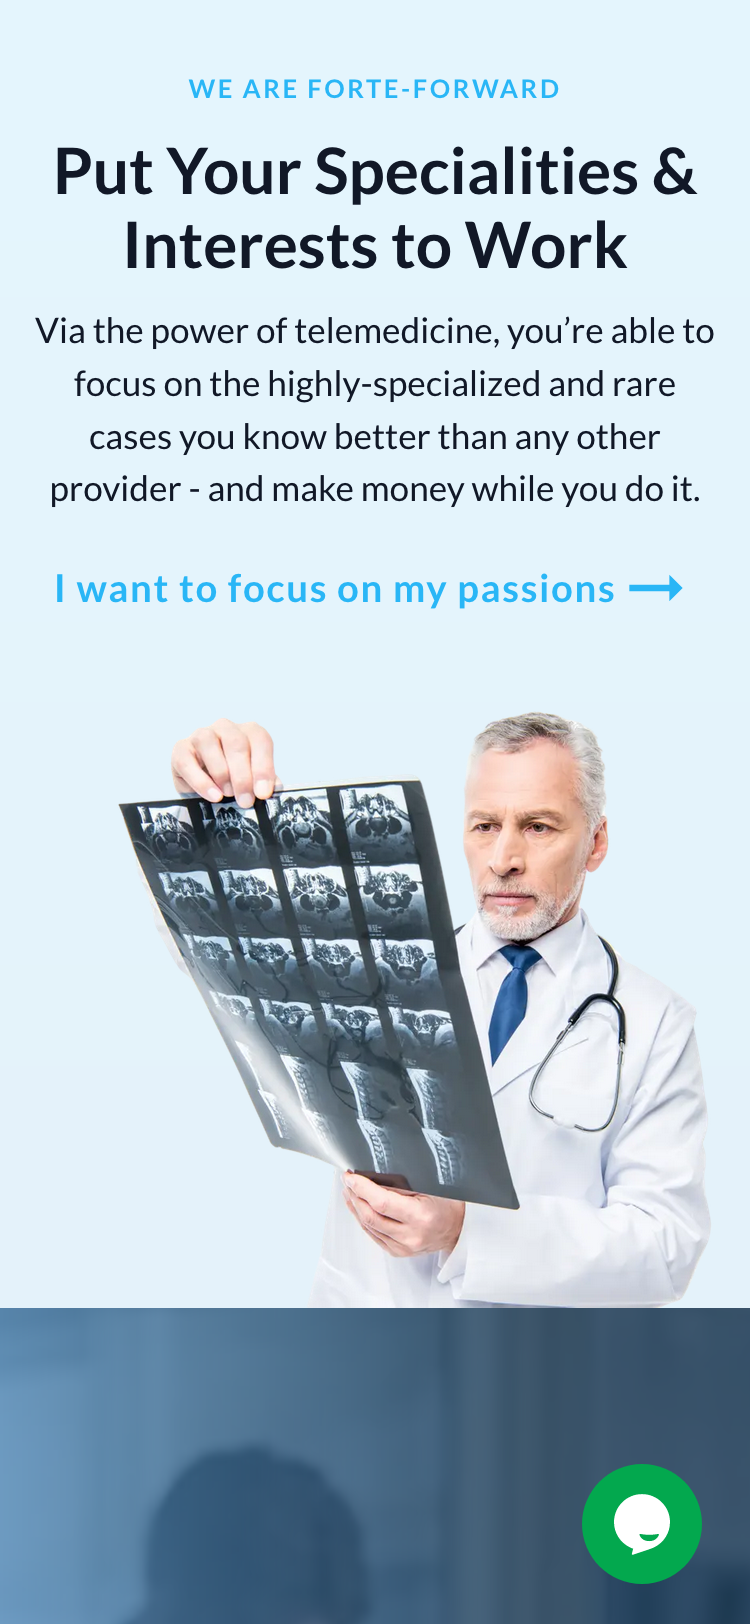 WE ARE FORTE-FORWARD
Put Your Specialities &
Interests to Work
Via the power of telemedicine, you’re able to
focus on the highly-specialized and rare
cases you know better than any other
provider - and make money while you do it.
I want to focus on my passions